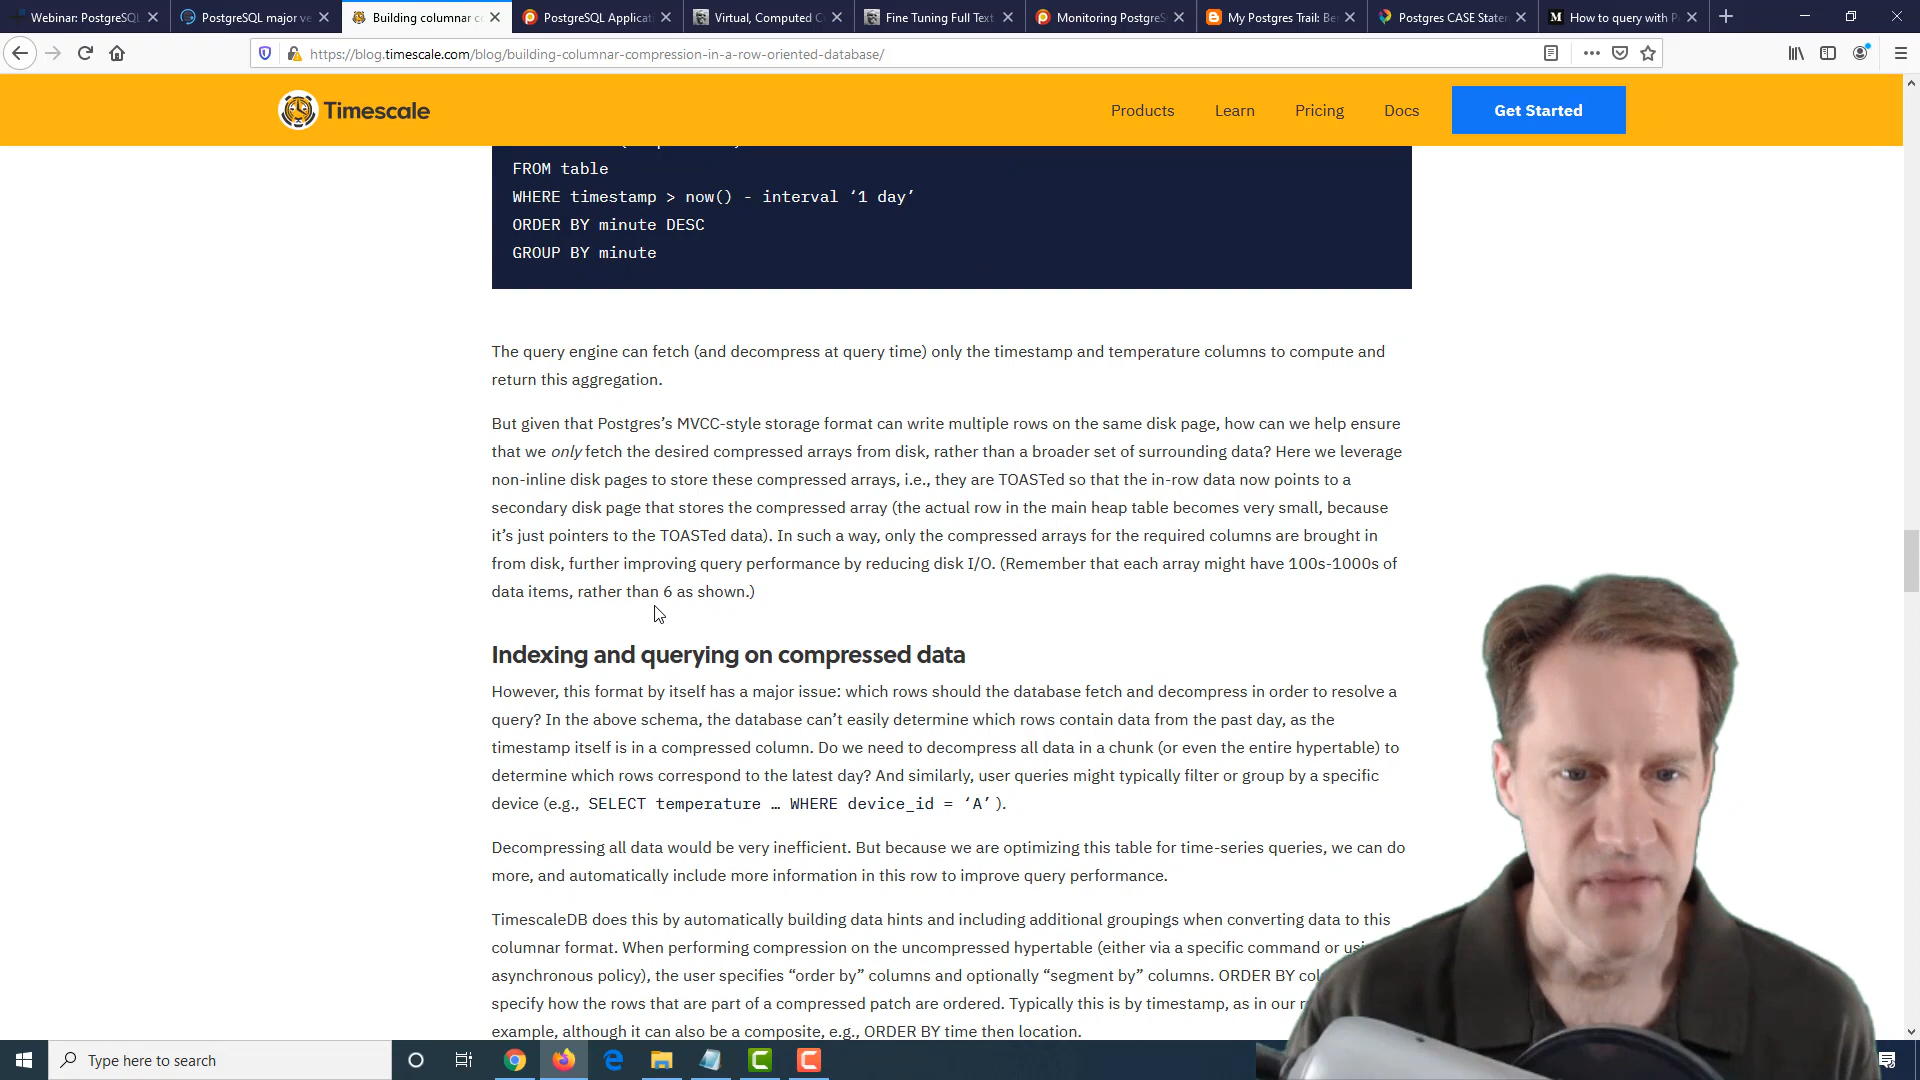 Webinar: PostgreSQL
PostgreSQL major ve
Building columnar c
PostgreSQL Applicat
Virtual, Computed C
Fine Tuning Full Text
Monitoring PostgreS
My Postgres Trail: Be
Postgres CASE State
How to query with P
https://blog.timescale.com/blog/building-columnar-compression-in-a-row-oriented-database/
Timescale
Products
Learn
Pricing
Docs
Get Started
FROM table
WHERE timestamp > now() - interval ‘1 day’
ORDER BY minute DESC
GROUP BY minute
The query engine can fetch (and decompress at query time) only the timestamp and temperature columns to compute and
return this aggregation.
But given that Postgres’s MVCC-style storage format can write multiple rows on the same disk page, how can we help ensure
that we only fetch the desired compressed arrays from disk, rather than a broader set of surrounding data? Here we leverage
non-inline disk pages to store these compressed arrays, i.e., they are TOASTed so that the in-row data now points to a
secondary disk page that stores the compressed array (the actual row in the main heap table becomes very small, because
it’s just pointers to the TOASTed data). In such a way, only the compressed arrays for the required columns are brought in
from disk, further improving query performance by reducing disk I/O. (Remember that each array might have 100s-1000s of
data items, rather than 6 as shown.)
Indexing and querying on compressed data
However, this format by itself has a major issue: which rows should the database fetch and decompress in order to resolve a
query? In the above schema, the database can’t easily determine which rows contain data from the past day, as the
timestamp itself is in a compressed column. Do we need to decompress all data in a chunk (or even the entire hypertable) to
determine which rows correspond to the latest day? And similarly, user queries might typically filter or group by a specific
device (e.g., SELECT temperature … WHERE device_id = ‘A’ ).
Decompressing all data would be very inefficient. But because we are optimizing this table for time-series queries, we can do
more, and automatically include more information in this row to improve query performance.
TimescaleDB does this by automatically building data hints and including additional groupings when converting data to this
columnar format. When performing compression on the uncompressed hypertable (either via a specific command or
asynchronous policy), the user specifies “order by” columns and optionally “segment by” columns. ORDER BY
specify how the rows that are part of a compressed patch are ordered. Typically this is by timestamp, as in our
example, although it can also be a composite, e.g., ORDER BY time then location.
Type here to search